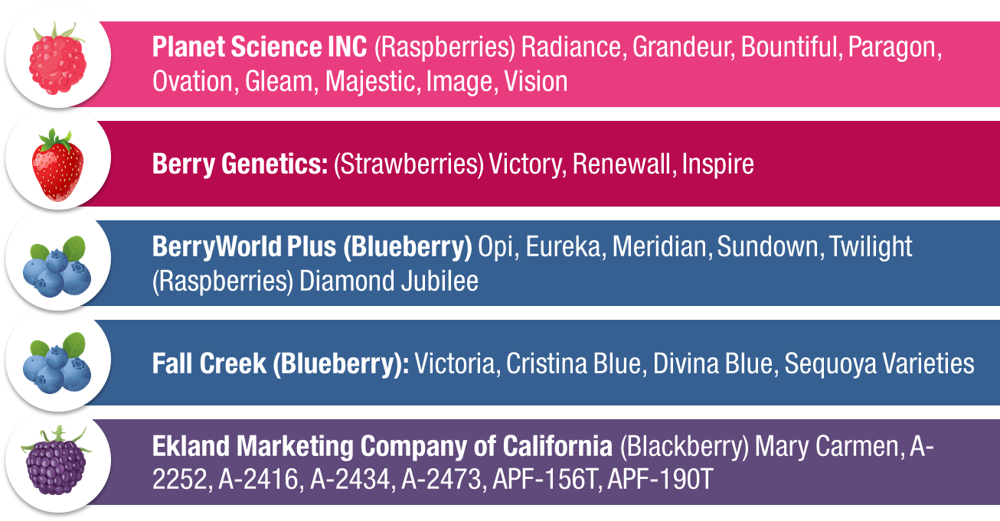 Planet Science INC (Raspberries) Radiance, Grandeur, Bountiful, Paragon,
Ovation, Gleam, Majestic, Image, Vision
Berry Genetics: (Strawberries) Victory, Renewall, Inspire
BerryWorld Plus (Blueberry) Opi, Eureka, Meridian, Sundown, Twilight
(Raspberries) Diamond Jubilee
Fall Creek (Blueberry): Victoria, Cristina Blue, Divina Blue, Sequoya Varieties
Ekland Marketing Company of California (Blackberry) Mary Carmen, A-
2252, A-2416, A-2434, A-2473, APF-156T, APF-190T